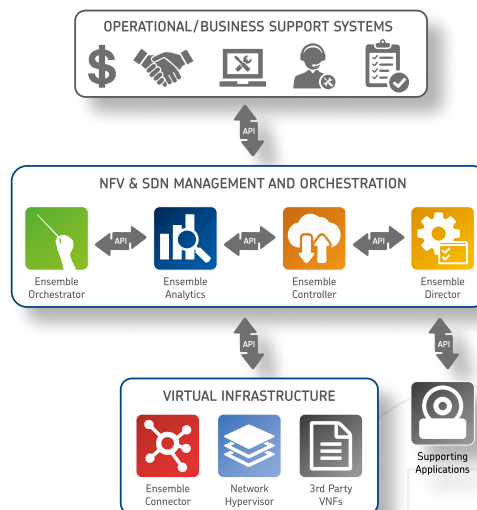 OPERATIONAL/BUSINESS SUPPORT SYSTEMS
$
API
NFV & SDN MANAGEMENT AND ORCHESTRATION
API
API
API
Ensemble
Orchestrator
Ensemble
Analytics
Ensemble
Controller
Ensemble
Director
API
API
VIRTUAL INFRASTRUCTURE
Ensemble
Connector
Network
Hypervisor
3rd Party
VNFs
Supporting
Applications